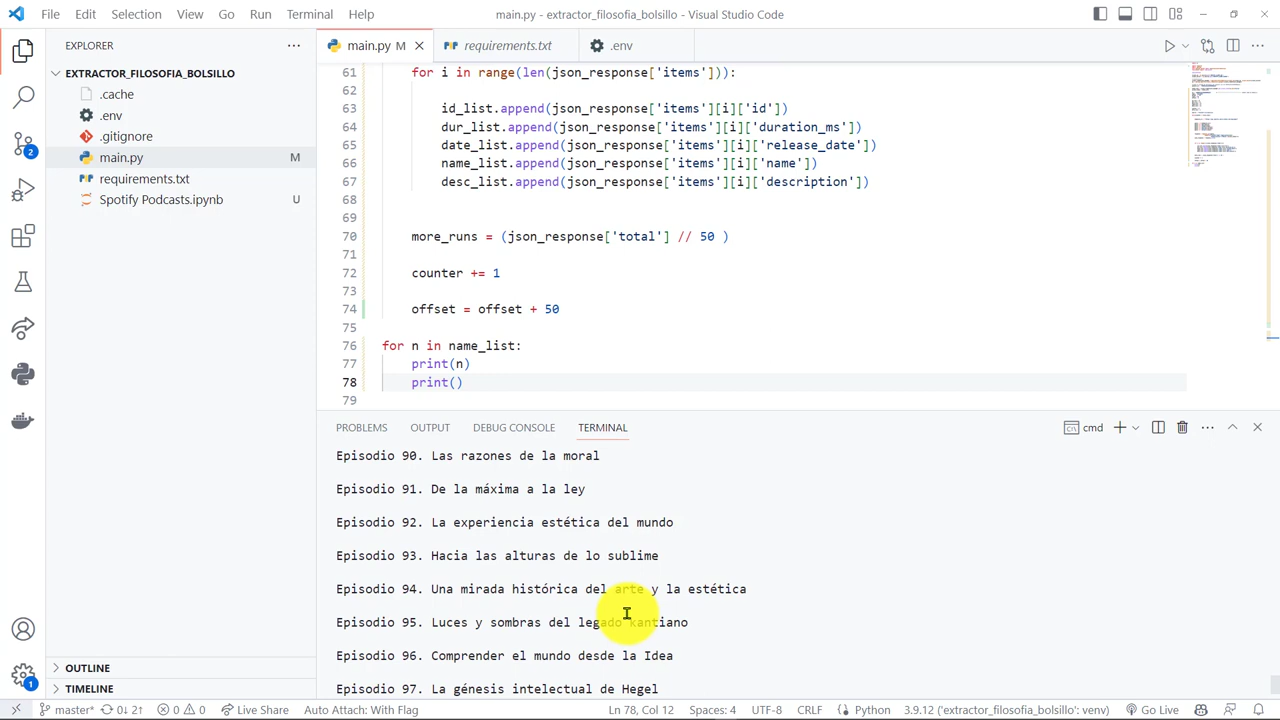 File Edit Selection View Go Run Terminal Help
main.py - extractor_filosofia_bolsillo - Visual Studio Code
EXPLORER
EXTRACTOR_FILOSOFIA_BOLSILLO
.cache
.env
.gitignore
main.py M
requirements.txt
Spotify Podcasts.ipynb U
OUTLINE
TIMELINE
main.py M requirements.txt .env
61 for i in range(len(json_response['items'])):
62
63 id_list.append(json_response['items'][i]
64 dur_list.append(json_response['items'][i]
65 date_list.append(json_response['items'][i]
66 name_list.append(json_response['items'][i]
67 desc_list.append(json_response['items'][i]['description'])
68
69
70 more_runs = (json_response['total'] // 50 )
71
72 counter += 1
73
74 offset = offset + 50
75
76 for n in name_list:
77 print(n)
78 print()
79
PROBLEMS OUTPUT DEBUG CONSOLE TERMINAL
cmd
Episodio 90. Las razones de la moral
Episodio 91. De la máxima a la ley
Episodio 92. La experiencia estética del mundo
Episodio 93. Hacia las alturas de lo sublime
Episodio 94. Una mirada histórica del arte y la estética
Episodio 95. Luces y sombras del legado kantiano
Episodio 96. Comprender el mundo desde la Idea
Episodio 97. La génesis intelectual de Hegel
2
1
master* 0↓ 2↑ 0 0 Live Share Auto Attach: With Flag Ln 78, Col 12 Spaces: 4 UTF-8 CRLF Python 3.9.12 ('extractor_filosofia_bolsillo': venv) Go Live